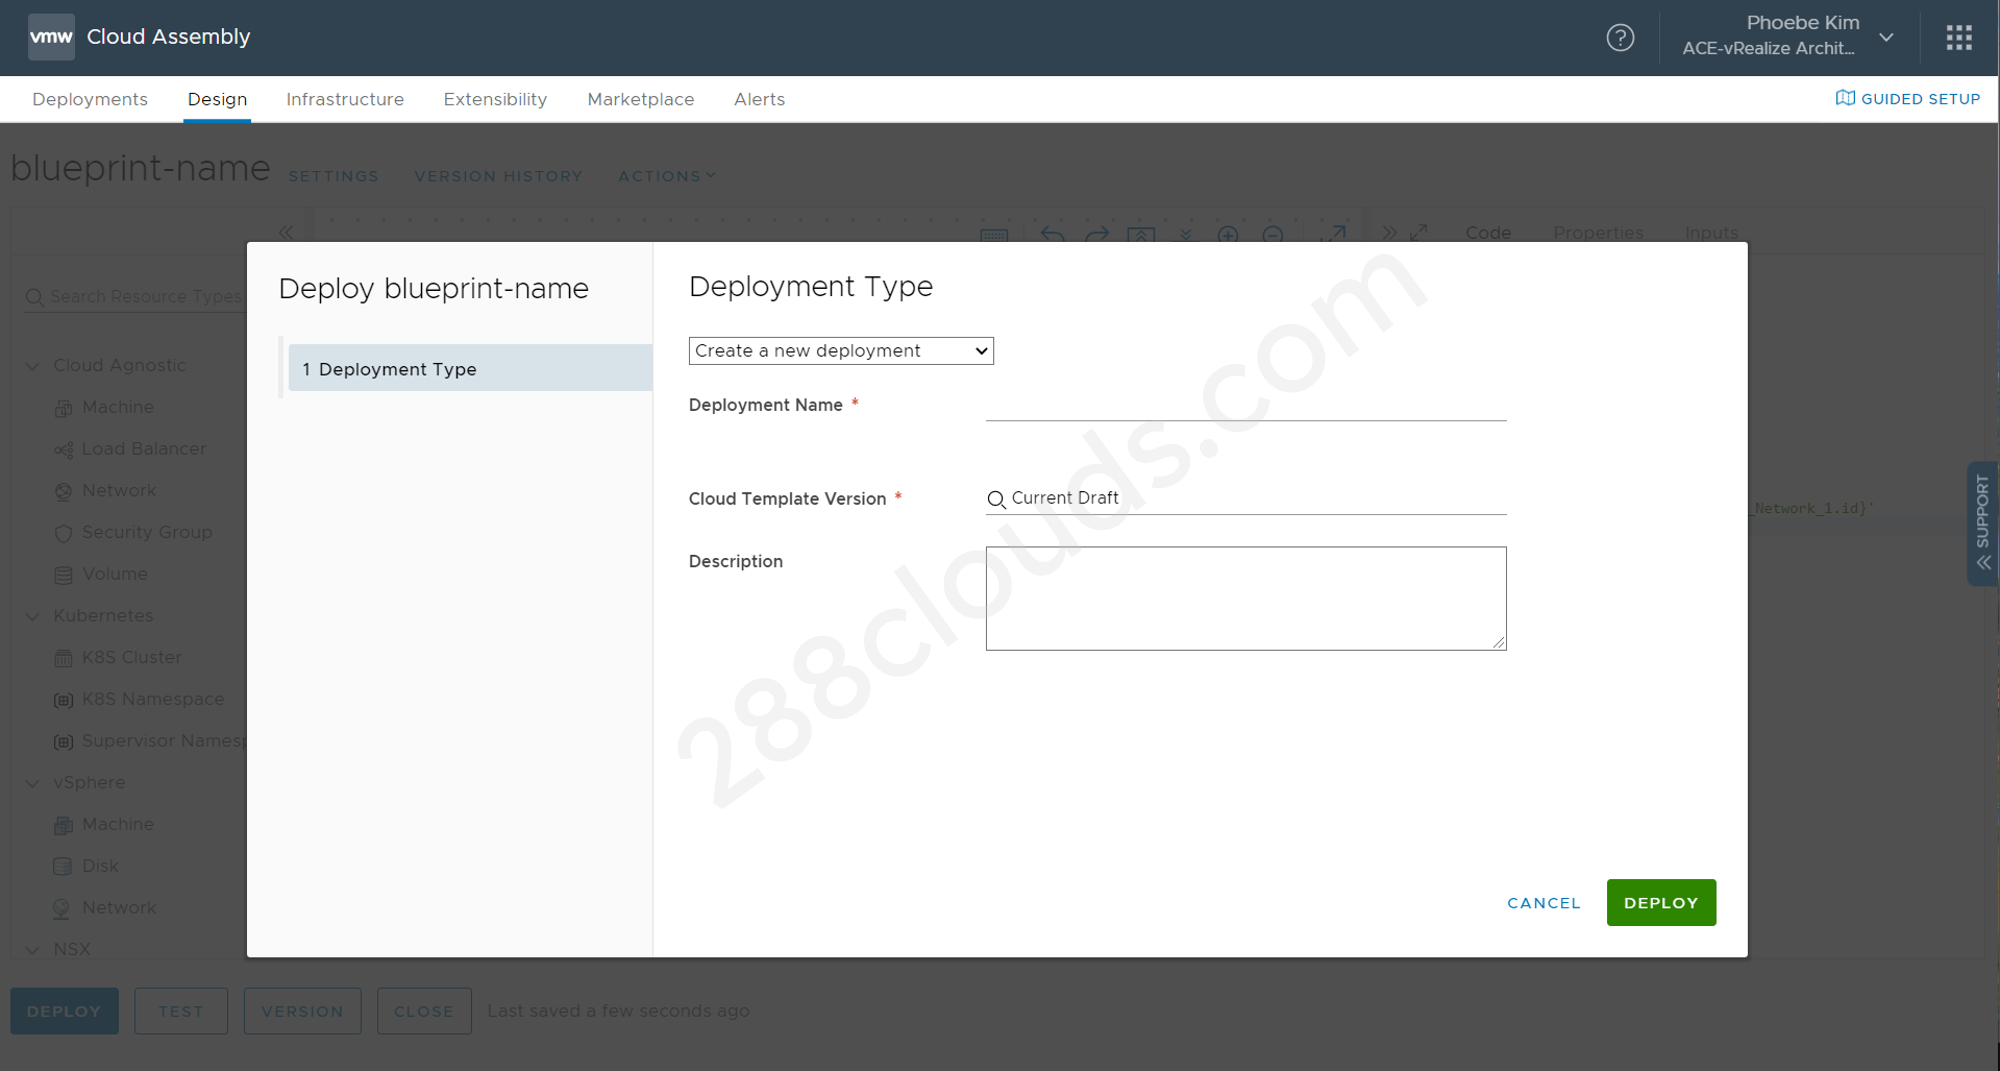 vmw Cloud Assembly
Phoebe Kim
ACE-vRealize Archit...
Deployments Design Infrastructure Extensibility Marketplace Alerts
GUIDED SETUP
blueprint-name SETTINGS VERSION HISTORY ACTIONS
Code Properties Inputs
Search Resource Types
Cloud Agnostic
Machine
Load Balancer
Network
Security Group
Volume
Kubernetes
K8S Cluster
K8S Namespace
Supervisor Namesp
vSphere
Machine
Disk
Network
NSX
Deploy blueprint-name
1 Deployment Type
Deployment Type
Create a new deployment
Deployment Name *
Cloud Template Version * Current Draft
Description
CANCEL DEPLOY
288clouds.com
_Network_1.id}'
SUPPORT
DEPLOY TEST VERSION CLOSE Last saved a few seconds ago